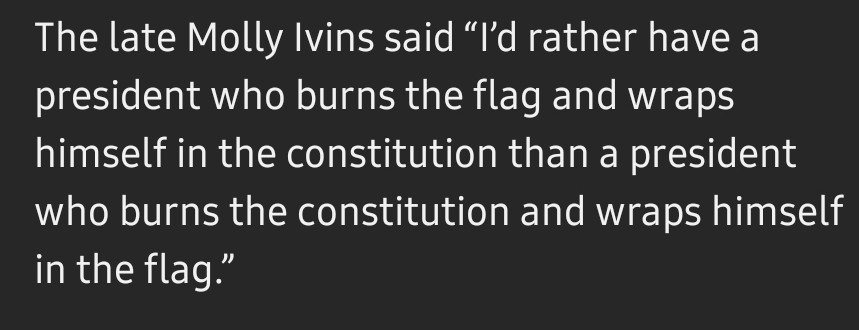 The late Molly Ivins said “I’d rather have a
president who burns the flag and wraps
himself in the constitution than a president
who burns the constitution and wraps himself
in the flag.”